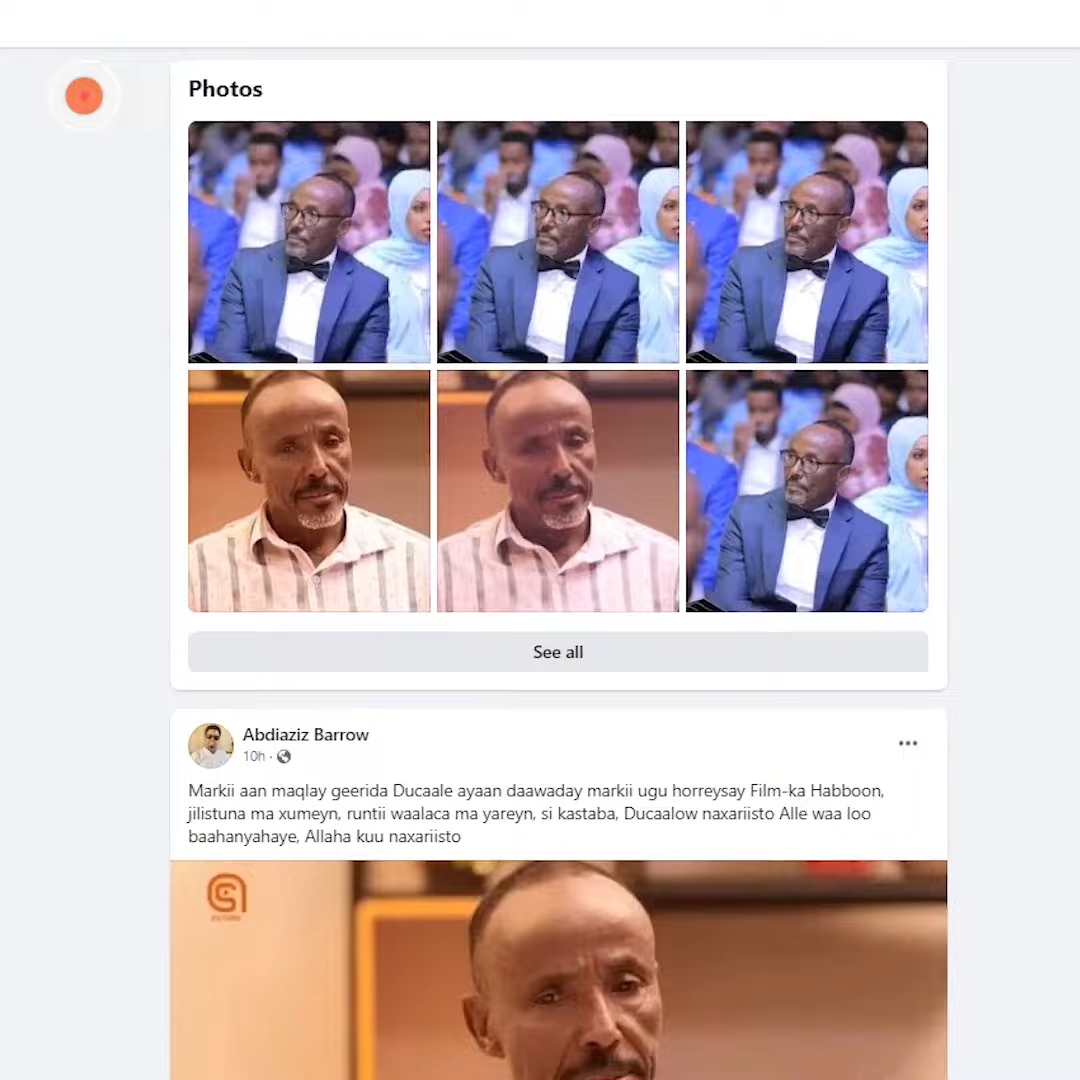 Photos
See all
Abdiaziz Barrow
10h ·
Markii aan maqlay geerida Ducaale ayaan daawaday markii ugu horreysay Film-ka Habboon,
jilistuna ma xumeyn, runtii waalaca ma yareyn, si kastaba, Ducaalow naxariisto Alle waa loo
baahanyahaye, Allaha kuu naxariisto